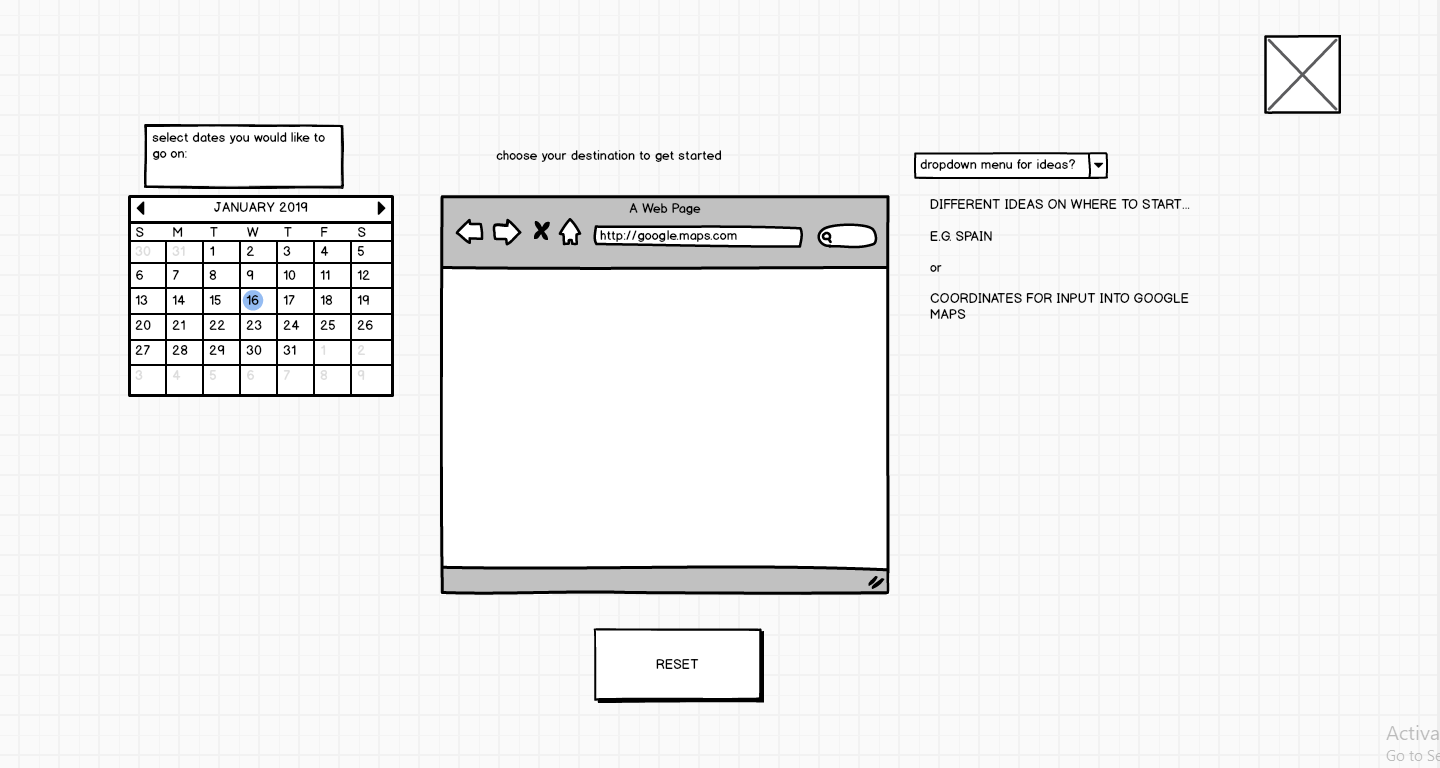 select dates you would like to
go on:
choose your destination to get started
dropdown menu for ideas?
JANUARY 2019
S M T W T F S
30 31 1 2 3 4 5
6 7 8 9 10 11 12
13 14 15 16 17 18 19
20 21 22 23 24 25 26
27 28 29 30 31 1 2
3 4 5 6 7 8 9
A Web Page
http://google.maps.com
DIFFERENT IDEAS ON WHERE TO START...
E.G. SPAIN
or
COORDINATES FOR INPUT INTO GOOGLE
MAPS
RESET
Activa
Go to Se